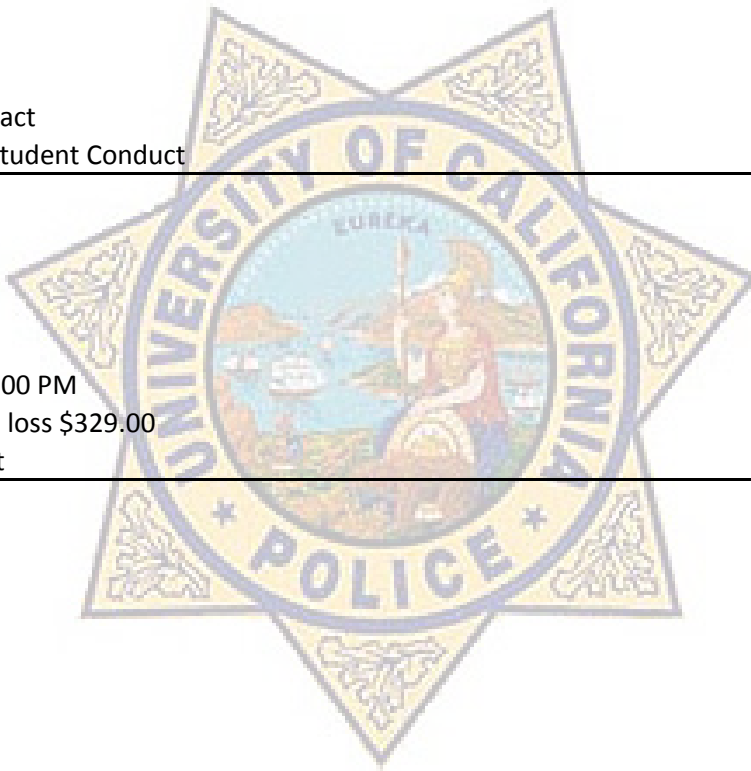 act
tudent Conduct
UNIVERSITY OF CALIFORNIA
EUREKA
:00 PM
loss $329.00
t
* POLICE *